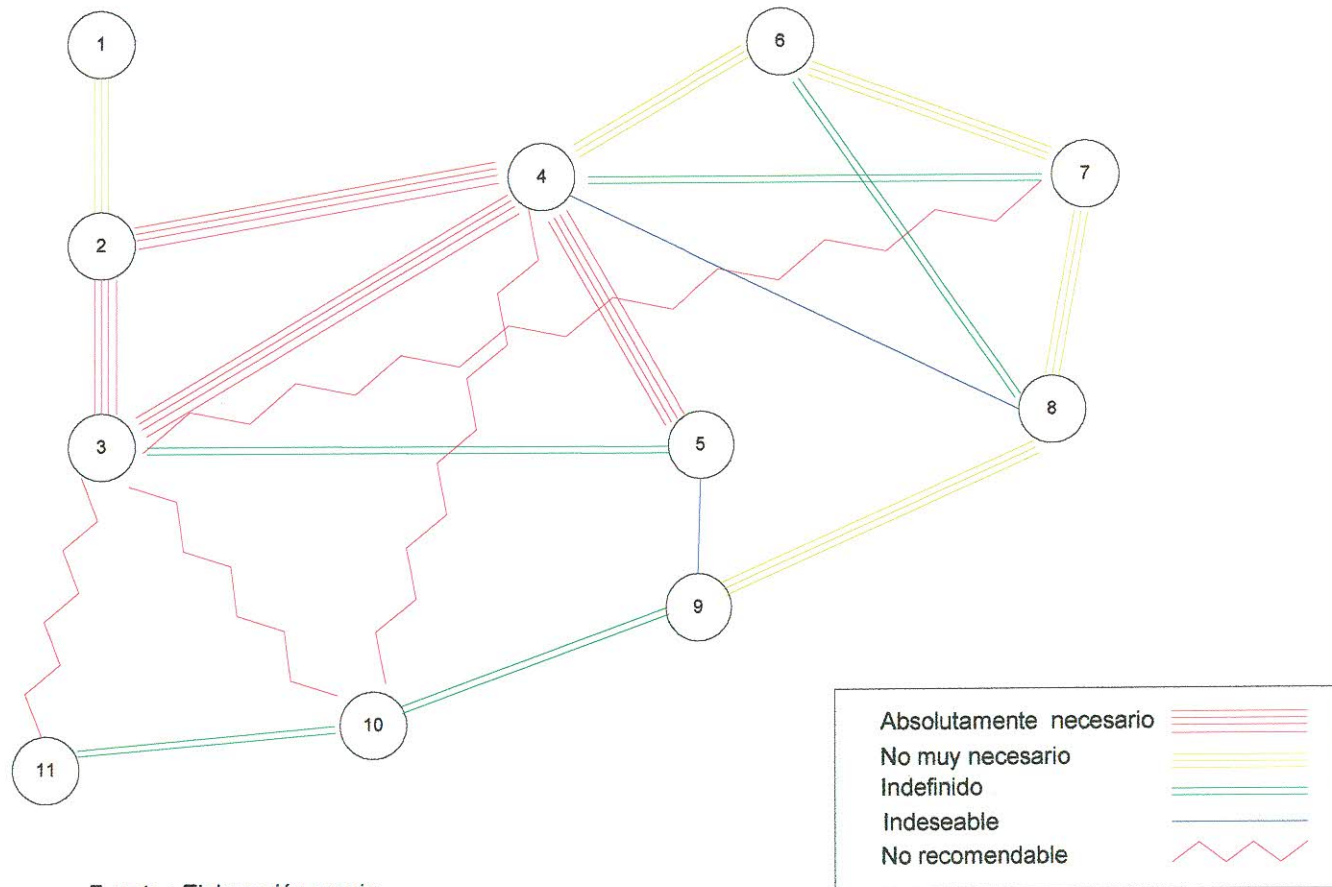 1
6
4
7
2
8
3
5
9
10
11
Absolutamente necesario
No muy necesario
Indefinido
Indeseable
No recomendable